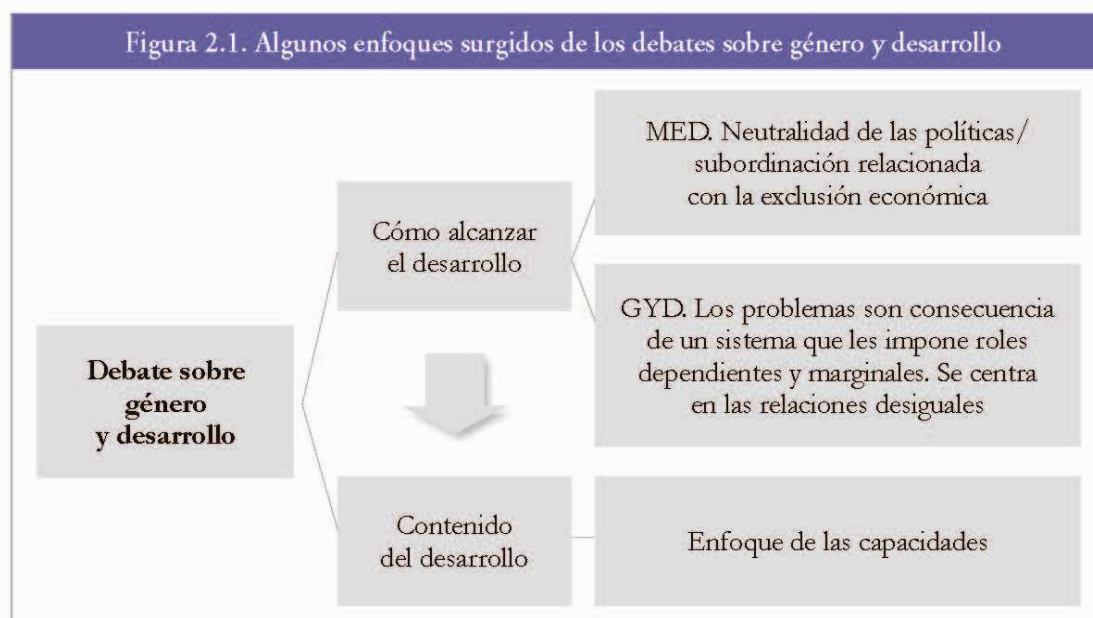 Figura 2.1. Algunos enfoques surgidos de los debates sobre género y desarrollo
Debate sobre
género
y desarrollo
Cómo alcanzar
el desarrollo
MED. Neutralidad de las políticas/
subordinación relacionada
con la exclusión económica
GYD. Los problemas son consecuencia
de un sistema que les impone roles
dependientes y marginales. Se centra
en las relaciones desiguales
Contenido
del desarrollo
Enfoque de las capacidades